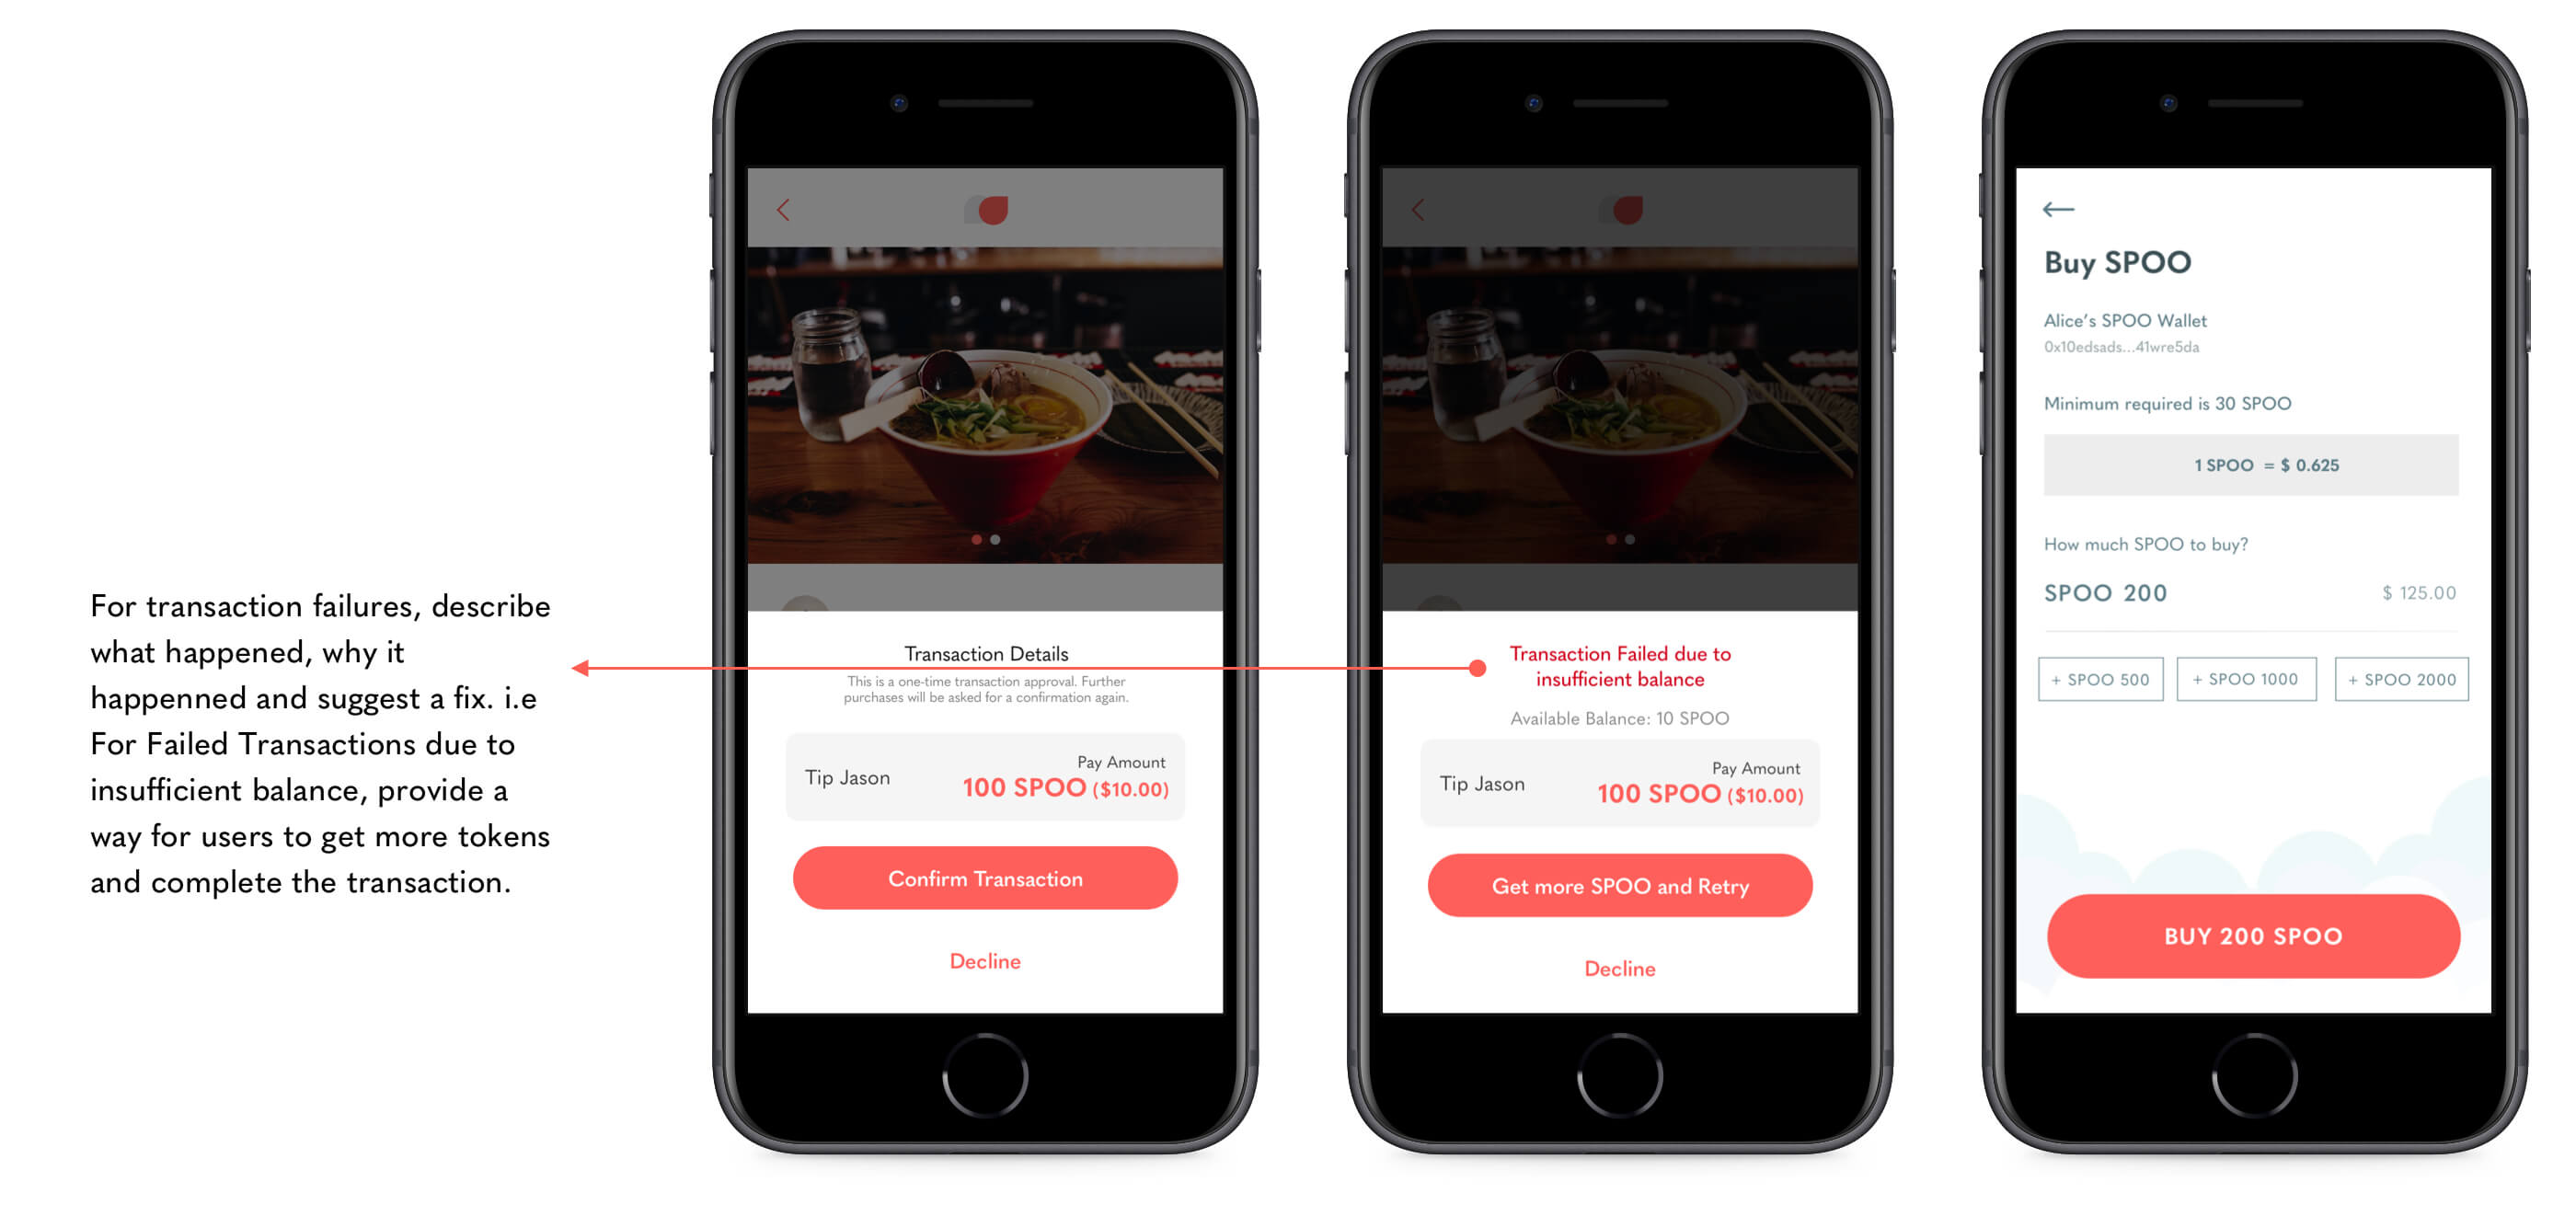 For transaction failures, describe
what happened, why it
happenned and suggest a fix. i.e
For Failed Transactions due to
insufficient balance, provide a
way for users to get more tokens
and complete the transaction.
Transaction Details
This is a one-time transaction approval. Further
purchases will be asked for a confirmation again.
Tip Jason
Pay Amount
100 SPOO ($10.00)
Confirm Transaction
Decline
Transaction Failed due to
insufficient balance
Available Balance: 10 SPOO
Tip Jason
Pay Amount
100 SPOO ($10.00)
Get more SPOO and Retry
Decline
Buy SPOO
Alice's SPOO Wallet
0x10edsads...41wre5da
Minimum required is 30 SPOO
1 SPOO = $ 0.625
How much SPOO to buy?
SPOO 200 $ 125.00
+ SPOO 500 + SPOO 1000 + SPOO 2000
BUY 200 SPOO